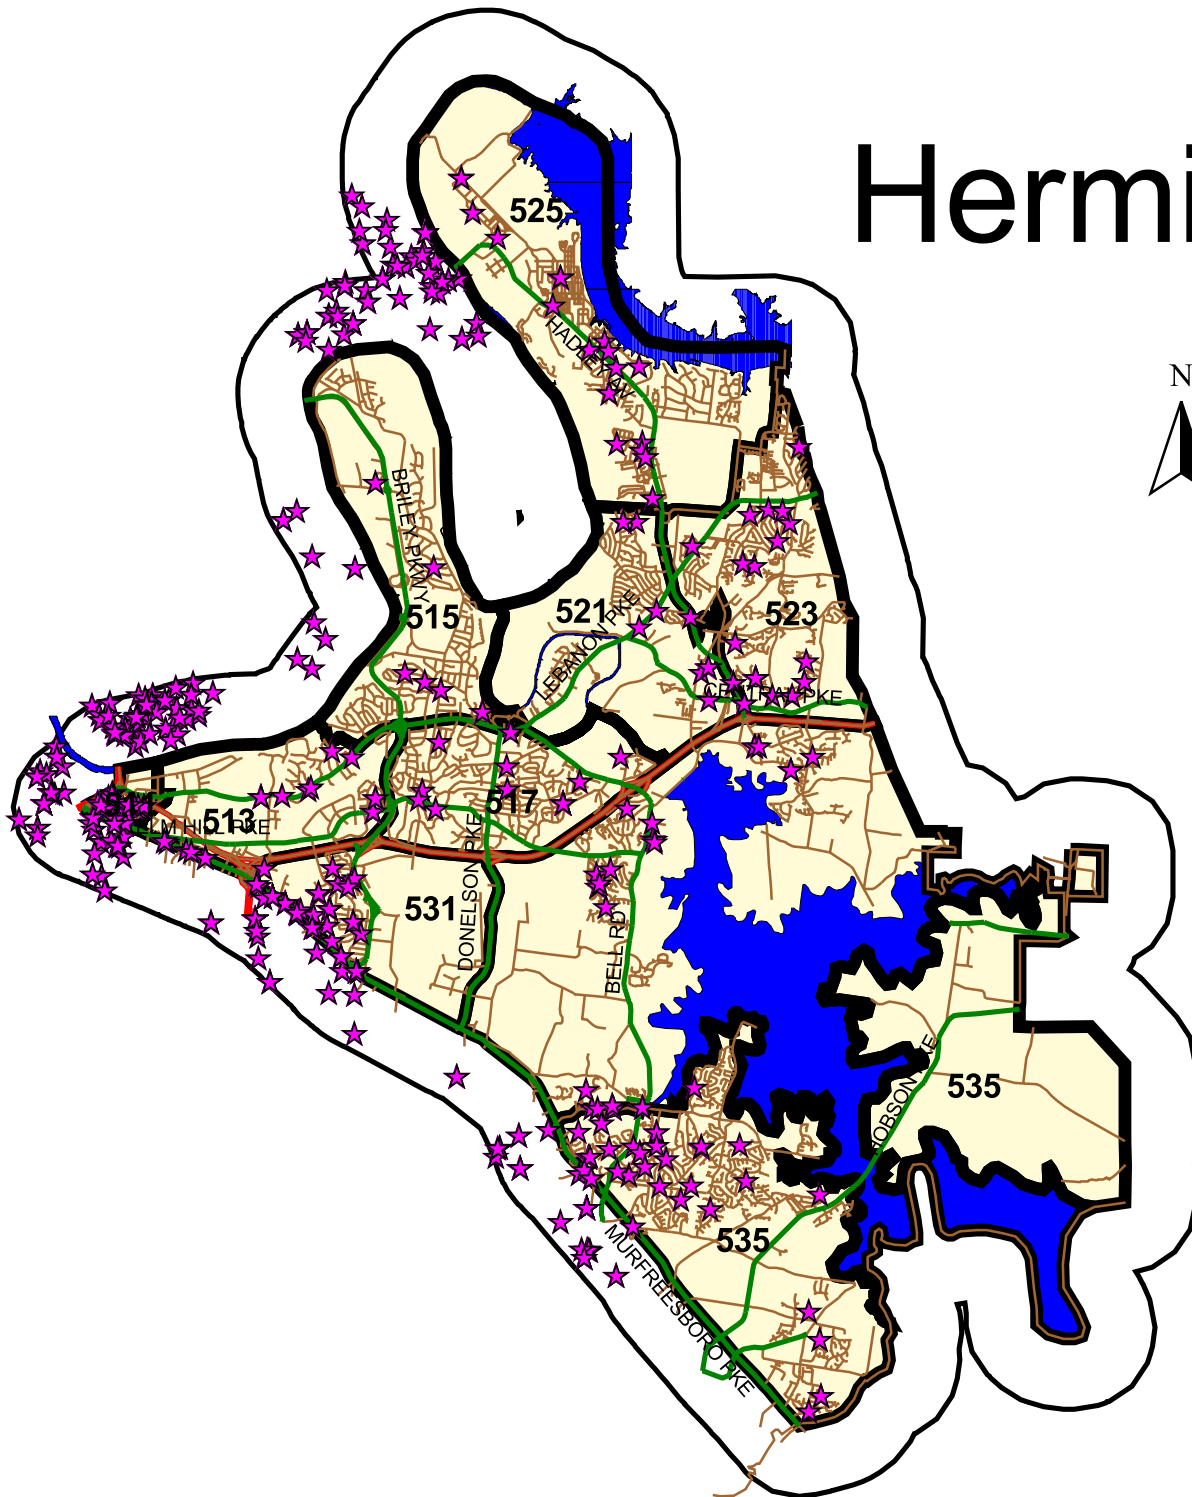 Hermi
N
525
HADLEY AV
BRILEY PKWY
515
521
523
LEBANON PKE
CENTRAL PKE
517
513
ELM HILL PKE
531
DONELSON PKE
BELL RD
535
HOBSON PKE
535
MURFREESBORO PKE